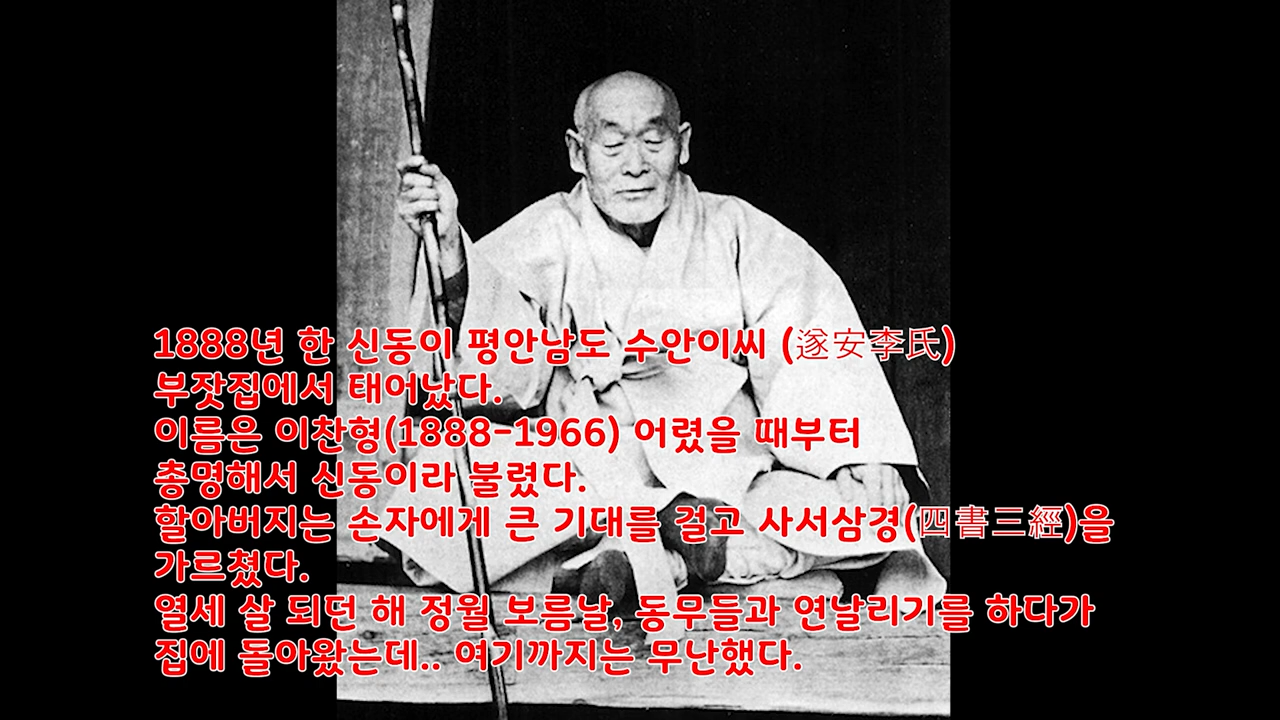 1888년 한 신동이 평안남도 수안이씨 (遂安李氏)
부잣집에서 태어났다.
이름은 이찬형(1888-1966) 어렸을 때부터
총명해서 신동이라 불렸다.
할아버지는 손자에게 큰 기대를 걸고 사서삼경(四書三經)을
가르쳤다.
열세 살 되던 해 정월 보름날, 동무들과 연날리기를 하다가
집에 돌아왔는데.. 여기까지는 무난했다.